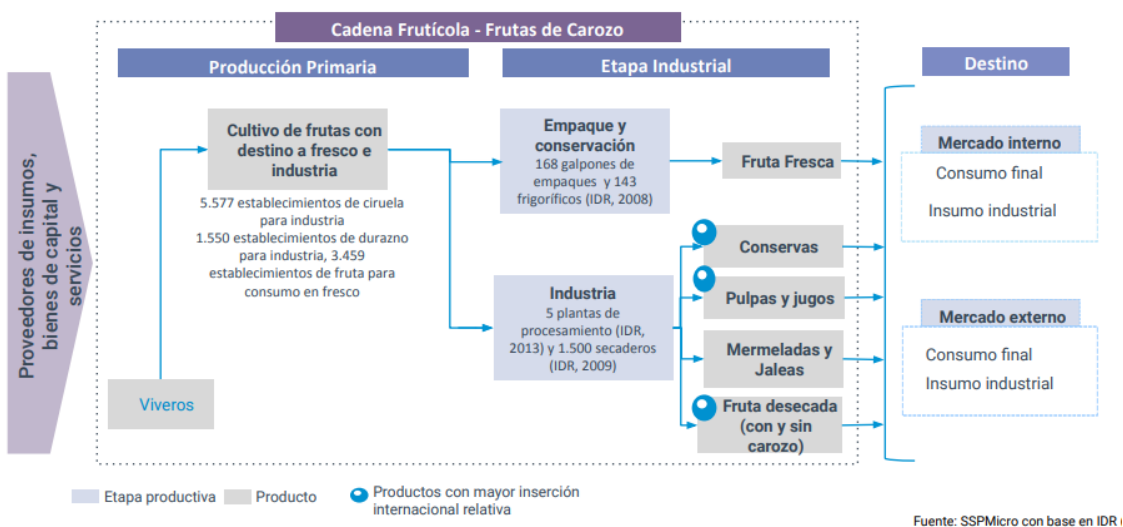 Cadena Frutícola - Frutas de Carozo
Producción Primaria
Etapa Industrial
Destino
Proveedores de insumos,
bienes de capital y
servicios
Viveros
Cultivo de frutas con
destino a fresco e
industria
5.577 establecimientos de ciruela
para industria
1.550 establecimientos de durazno
para industria, 3.459
establecimientos de fruta para
consumo en fresco
Empaque y
conservación
168 galpones de
empaques y 143
frigoríficos (IDR, 2008)
Industria
5 plantas de
procesamiento (IDR,
2013) y 1.500 secaderos
(IDR, 2009)
Fruta Fresca
Conservas
Pulpas y jugos
Mermeladas y
Jaleas
Fruta desecada
(con y sin
carozo)
Mercado interno
Consumo final
Insumo industrial
Mercado externo
Consumo final
Insumo industrial
Etapa productiva
Producto
Productos con mayor inserción
internacional relativa
Fuente: SSPMicro con base en IDR (